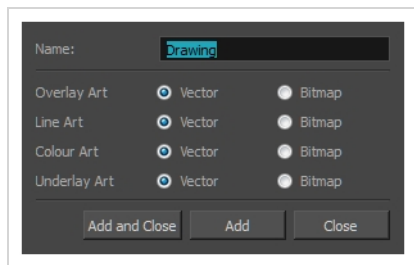 Name: Drawing
Overlay Art Vector Bitmap
Line Art Vector Bitmap
Colour Art Vector Bitmap
Underlay Art Vector Bitmap
Add and Close Add Close